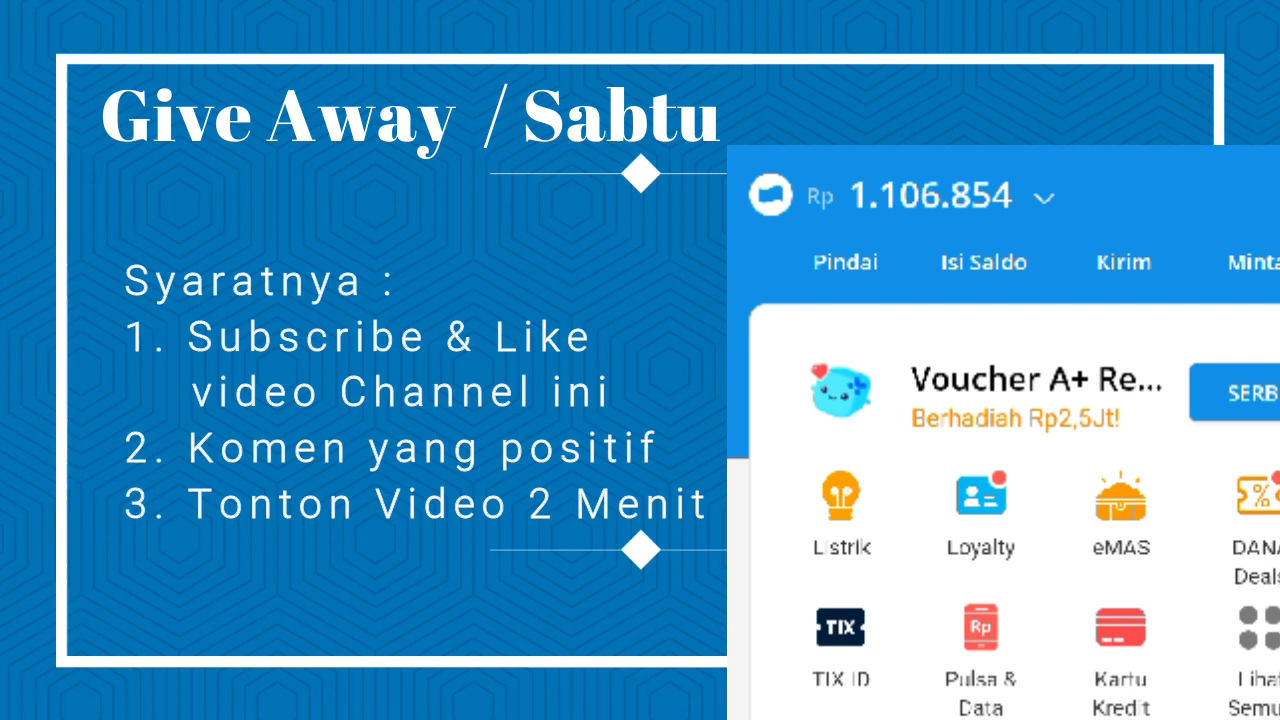 Give Away / Sabtu
Syaratnya :
1. Subscribe & Like
video Channel ini
2. Komen yang positif
3. Tonton Video 2 Menit
Rp 1.106.854
Pindai Isi Saldo Kirim
Voucher A+ Re...
Berhadiah Rp2,5Jt!
Listrik Loyalty eMAS
TIX
Rp
%
TIX ID Pulsa &
Data
Kartu
Kredit